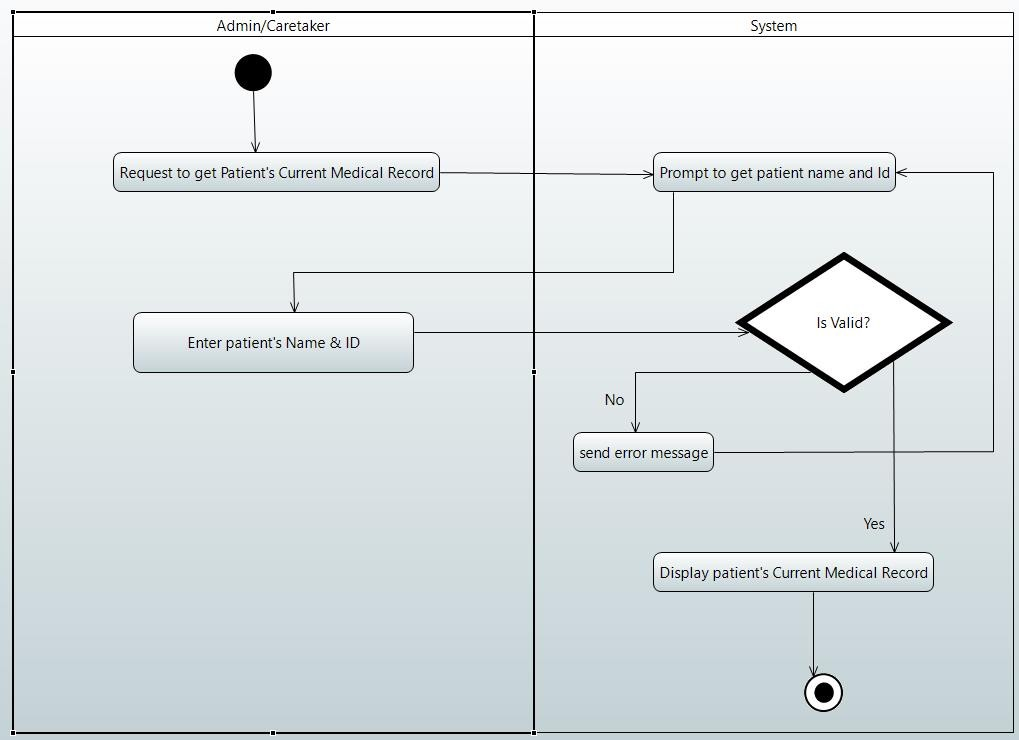 Admin/Caretaker
System
Request to get Patient's Current Medical Record
Prompt to get patient name and Id
Is Valid?
Enter patient's Name & ID
No
send error message
Yes
Display patient's Current Medical Record